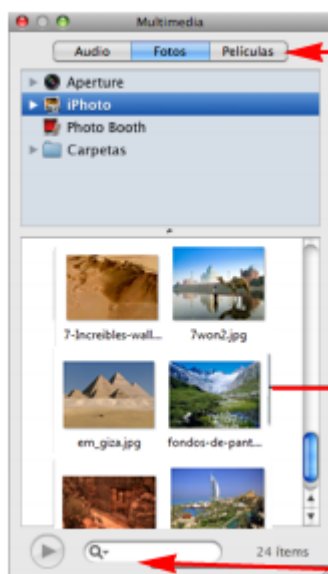 Multimedia
Audio Fotos Películas
Aperture
iPhoto
Photo Booth
Carpetas
7-Increibles-wall... 7won2.jpg
em_giza.jpg fondos-de-pant...
24 ítems